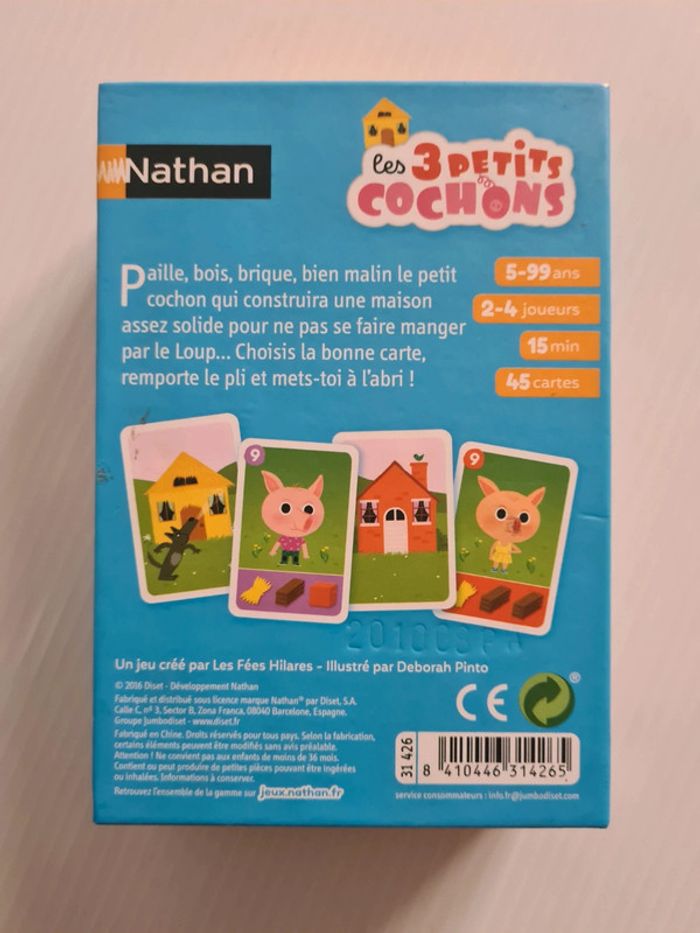 Nathan
les 3 PETITS
COCHONS
Paille, bois, brique, bien malin le petit
cochon qui construira une maison
assez solide pour ne pas se faire manger
par le Loup... Choisis la bonne carte,
remporte le pli et mets-toi à l'abri !
5-99 ans
2-4 joueurs
15 min
45 cartes
9
9
Un jeu créé par Les Fées Hilares - Illustré par Deborah Pinto
© 2016 Diset - Développement Nathan
Fabriqué et distribué sous licence marque Nathan® par Diset, S.A.
Calle C, nº 3, Sector B, Zona Franca, 08040 Barcelone, Espagne.
Groupe Jumbodiset - www.diset.fr
Fabriqué en Chine. Droits réservés pour tous pays. Selon la fabrication,
certains éléments peuvent être modifiés sans avis préalable.
Attention ! Ne convient pas aux enfants de moins de 36 mois.
Contient ou peut produire de petites pièces pouvant être ingérées
ou inhalées. Informations à conserver.
Retrouvez l'ensemble de la gamme sur jeux.nathan.fr
CE
®
31 426
8 410446 314265
service consommateurs : info.fr@jumbodiset.com